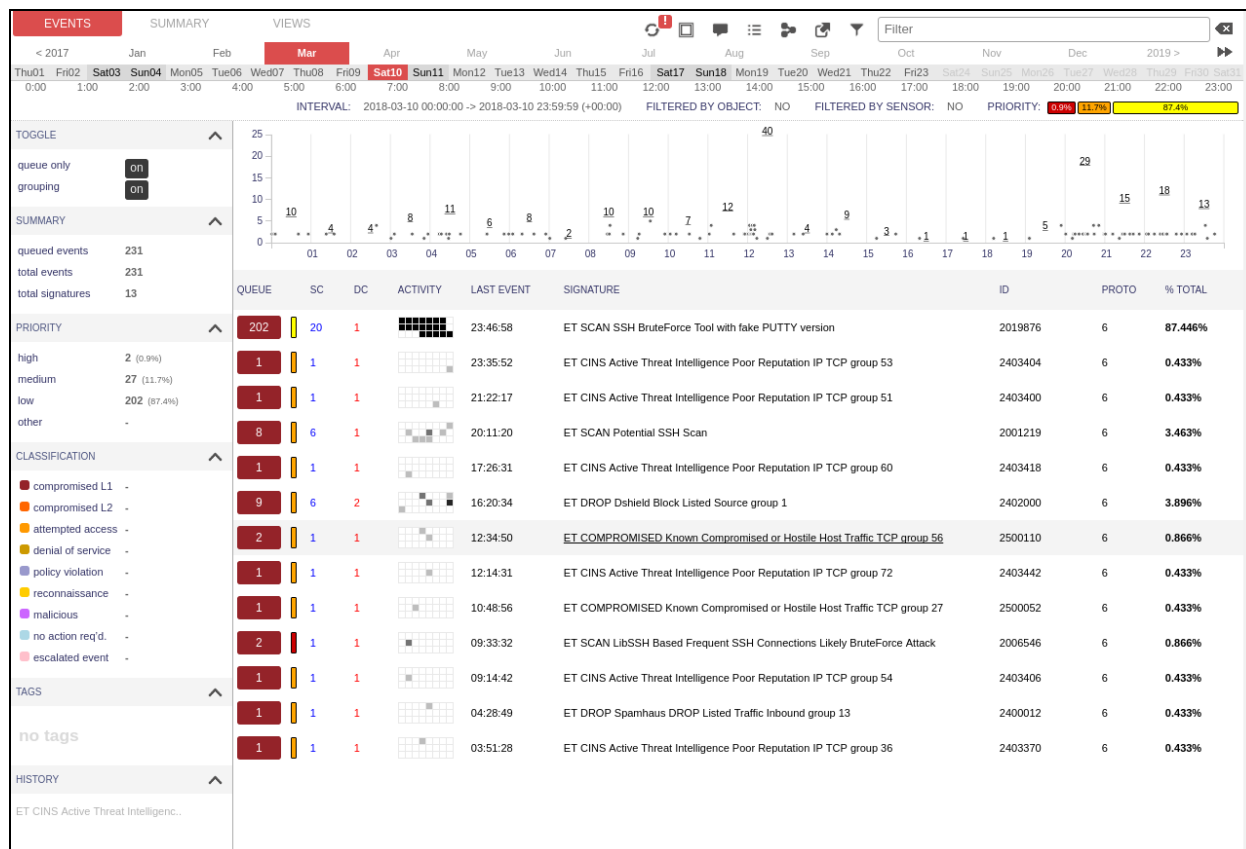 EVENTS SUMMARY VIEWS ! Filter
< 2017 Jan Feb Mar Apr May Jun Jul Aug Sep Oct Nov Dec 2019 >
Thu01 Fri02 Sat03 Sun04 Mon05 Tue06 Wed07 Thu08 Fri09 Sat10 Sun11 Mon12 Tue13 Wed14 Thu15 Fri16 Sat17 Sun18 Mon19 Tue20 Wed21 Thu22 Fri23 Sat24 Sun25 Mon26 Tue27 Wed28 Thu29 Fri30 Sat31
0:00 1:00 2:00 3:00 4:00 5:00 6:00 7:00 8:00 9:00 10:00 11:00 12:00 13:00 14:00 15:00 16:00 17:00 18:00 19:00 20:00 21:00 22:00 23:00
INTERVAL: 2018-03-10 00:00:00 -> 2018-03-10 23:59:59 (+00:00) FILTERED BY OBJECT: NO FILTERED BY SENSOR: NO PRIORITY: 0.9% 11.7% 87.4%
TOGGLE
queue only on
grouping on
SUMMARY
queued events 231
total events 231
total signatures 13
PRIORITY
high 2 (0.9%)
medium 27 (11.7%)
low 202 (87.4%)
other -
CLASSIFICATION
compromised L1 -
compromised L2 -
attempted access -
denial of service -
policy violation -
reconnaissance -
malicious -
no action req'd. -
escalated event -
TAGS
no tags
HISTORY
ET CINS Active Threat Intelligenc..
25
20
15
10
5
0
10 4 4 8 11 6 8 2 10 10 7 12 40 4 9 3 1 1 1 5 29 15 18 13
01 02 03 04 05 06 07 08 09 10 11 12 13 14 15 16 17 18 19 20 21 22 23
QUEUE SC DC ACTIVITY LAST EVENT SIGNATURE ID PROTO % TOTAL
202 20 1 23:46:58 ET SCAN SSH BruteForce Tool with fake PUTTY version 2019876 6 87.446%
1 1 1 23:35:52 ET CINS Active Threat Intelligence Poor Reputation IP TCP group 53 2403404 6 0.433%
1 1 1 21:22:17 ET CINS Active Threat Intelligence Poor Reputation IP TCP group 51 2403400 6 0.433%
8 6 1 20:11:20 ET SCAN Potential SSH Scan 2001219 6 3.463%
1 1 1 17:26:31 ET CINS Active Threat Intelligence Poor Reputation IP TCP group 60 2403418 6 0.433%
9 6 2 16:20:34 ET DROP Dshield Block Listed Source group 1 2402000 6 3.896%
2 1 1 12:34:50 ET COMPROMISED Known Compromised or Hostile Host Traffic TCP group 56 2500110 6 0.866%
1 1 1 12:14:31 ET CINS Active Threat Intelligence Poor Reputation IP TCP group 72 2403442 6 0.433%
1 1 1 10:48:56 ET COMPROMISED Known Compromised or Hostile Host Traffic TCP group 27 2500052 6 0.433%
2 1 1 09:33:32 ET SCAN LibSSH Based Frequent SSH Connections Likely BruteForce Attack 2006546 6 0.866%
1 1 1 09:14:42 ET CINS Active Threat Intelligence Poor Reputation IP TCP group 54 2403406 6 0.433%
1 1 1 04:28:49 ET DROP Spamhaus DROP Listed Traffic Inbound group 13 2400012 6 0.433%
1 1 1 03:51:28 ET CINS Active Threat Intelligence Poor Reputation IP TCP group 36 2403370 6 0.433%